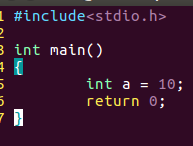 1 #include<stdio.h>
2
3 int main()
4 {
5 int a = 10;
6 return 0;
7 }